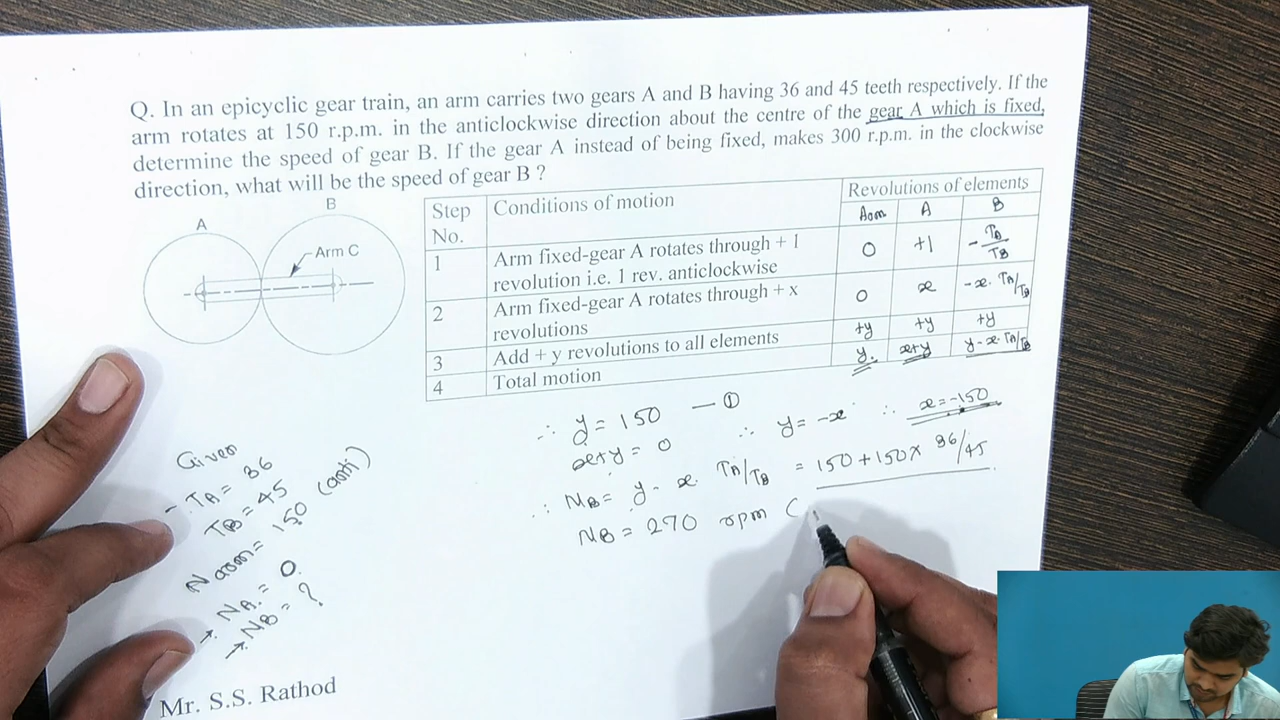 Q. In an epicyclic gear train, an arm carries two gears A and B having 36 and 45 teeth respectively. If the
arm rotates at 150 r.p.m. in the anticlockwise direction about the centre of the gear A which is fixed,
determine the speed of gear B. If the gear A instead of being fixed, makes 300 r.p.m. in the clockwise
direction, what will be the speed of gear B ?
A
B
Arm C
Step No.
Conditions of motion
Revolutions of elements
Arm A B
1 Arm fixed-gear A rotates through + 1 0 +1 - TA/TB
revolution i.e. 1 rev. anticlockwise
2 Arm fixed-gear A rotates through + x 0 x -x. TA/TB
revolutions
3 Add + y revolutions to all elements +y +y +y
4 Total motion y. x+y y-x. TA/TB
∴ y = 150 — ①
x+y = 0 ∴ y = -x ∴ x = -150
∴ NB = y - x. TA/TB = 150 + 150 x 36/45
NB = 270 rpm (
Given
- TA = 36
TB = 45
Narm = 150 (anti)
→ NA. = 0.
→ NB = ?
Mr. S.S. Rathod